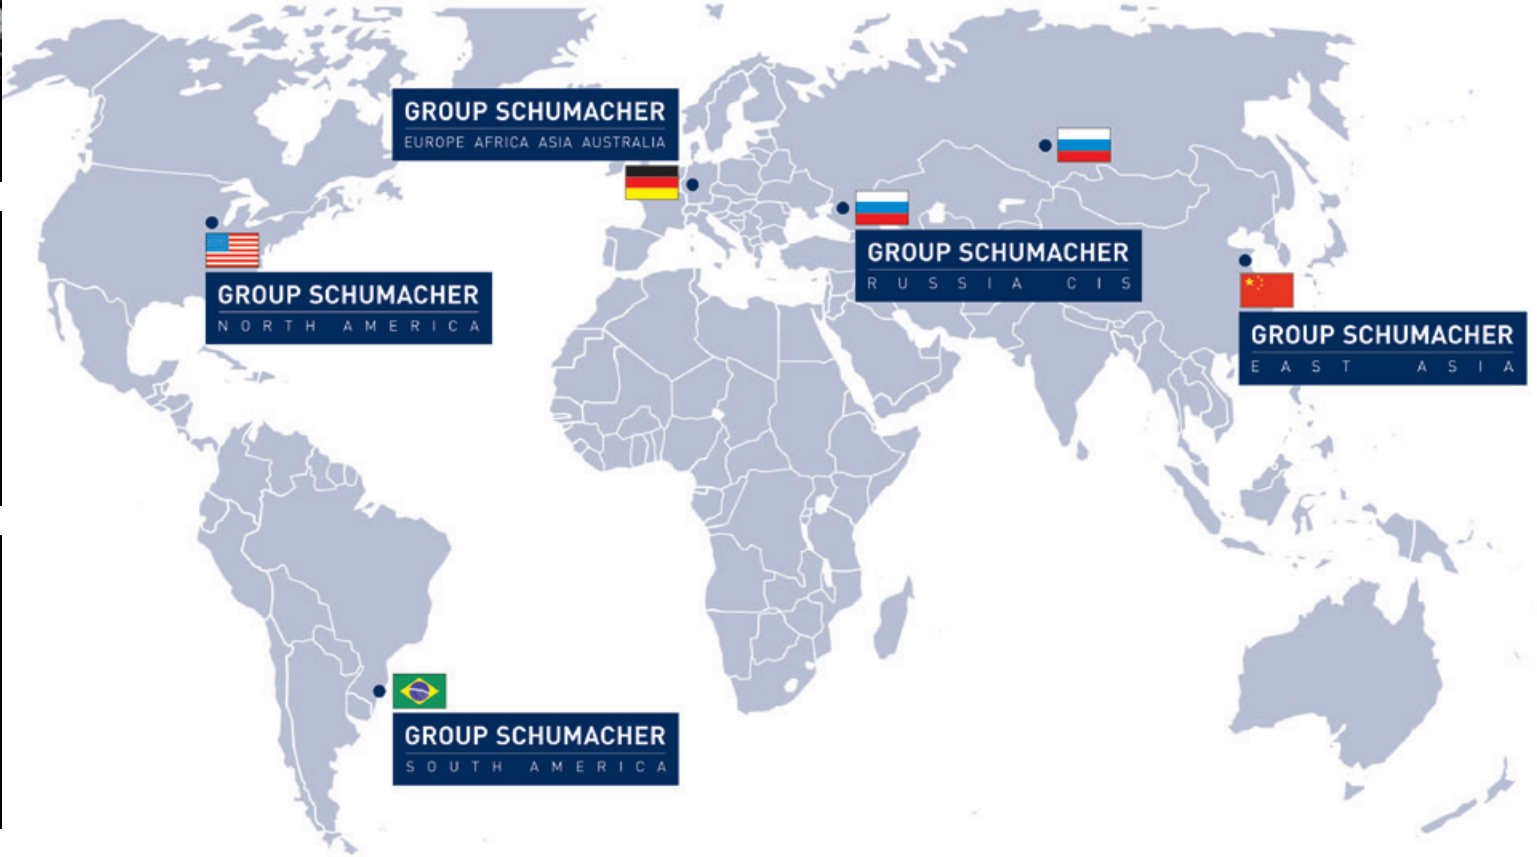 GROUP SCHUMACHER
EUROPE AFRICA ASIA AUSTRALIA
GROUP SCHUMACHER
RUSSIA CIS
GROUP SCHUMACHER
NORTH AMERICA
GROUP SCHUMACHER
EAST ASIA
GROUP SCHUMACHER
SOUTH AMERICA